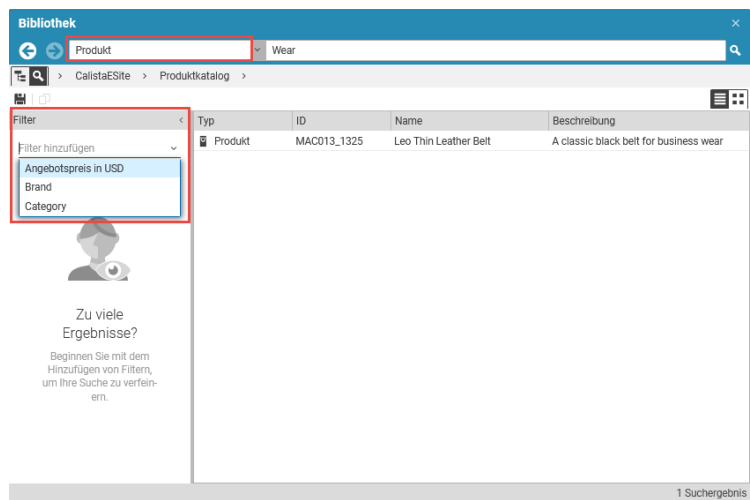 Bibliothek
Produkt Wear
> CalistaESite > Produktkatalog >
Filter < Typ ID Name Beschreibung
Filter hinzufügen Produkt MAC013_1325 Leo Thin Leather Belt A classic black belt for business wear
Angebotspreis in USD
Brand
Category
Zu viele
Ergebnisse?
Beginnen Sie mit dem
Hinzufügen von Filtern,
um Ihre Suche zu verfein-
ern.
1 Suchergebnis